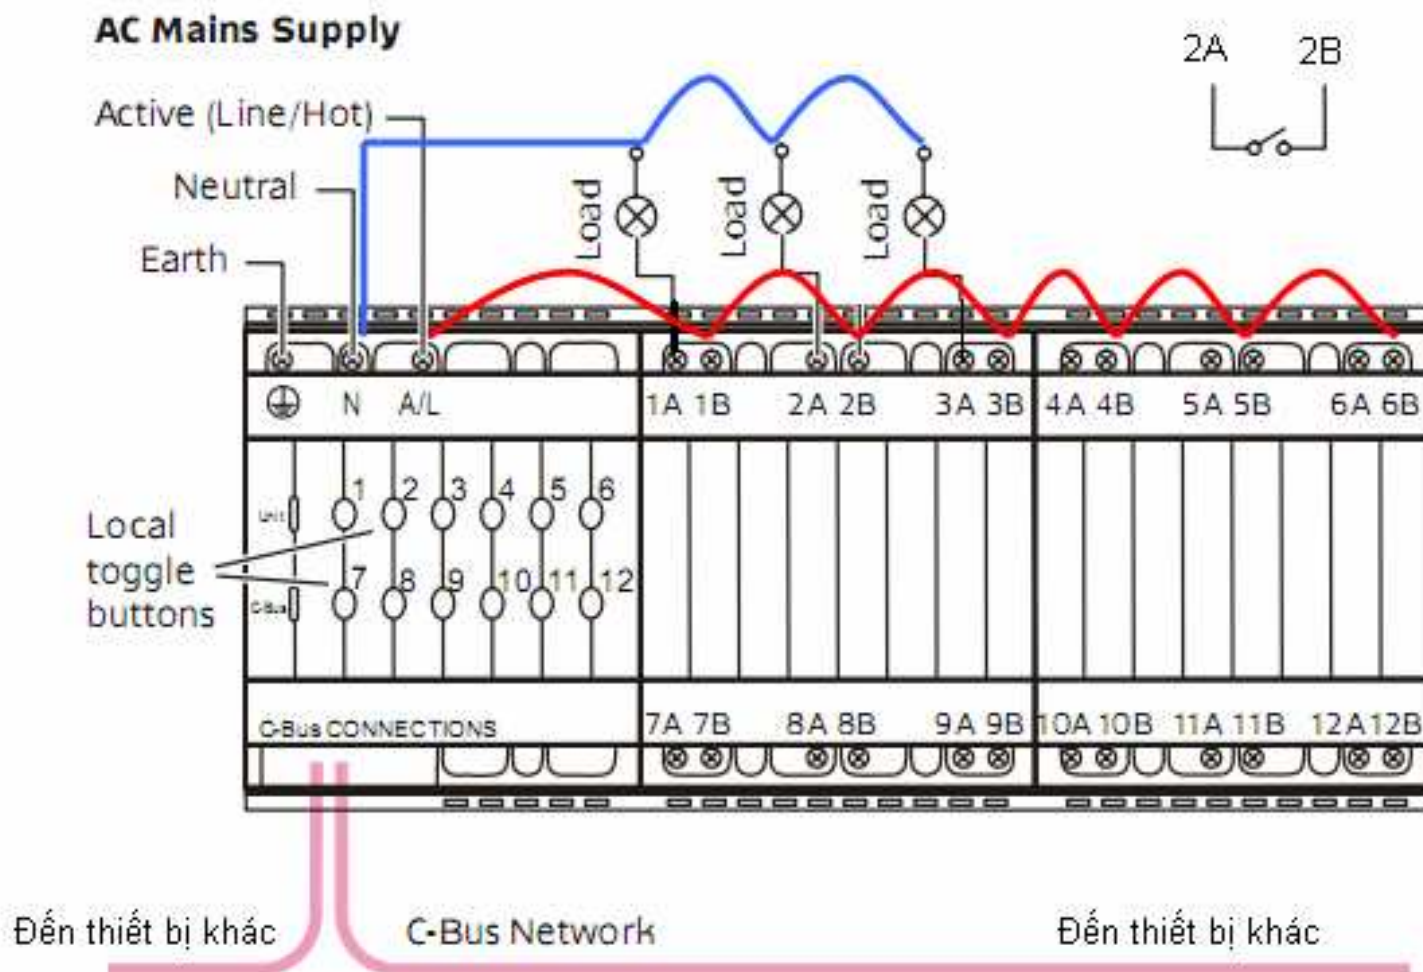 AC Mains Supply
2A 2B
Active (Line/Hot)
Neutral
Earth
Load
Load
Load
N A/L
1A 1B 2A 2B 3A 3B 4A 4B 5A 5B 6A 6B
1 2 3 4 5 6
Unit
Local
toggle
buttons
7 8 9 10 11 12
C-Bus
C-Bus CONNECTIONS
7A 7B 8A 8B 9A 9B 10A 10B 11A 11B 12A 12B
Đến thiết bị khác
C-Bus Network
Đến thiết bị khác